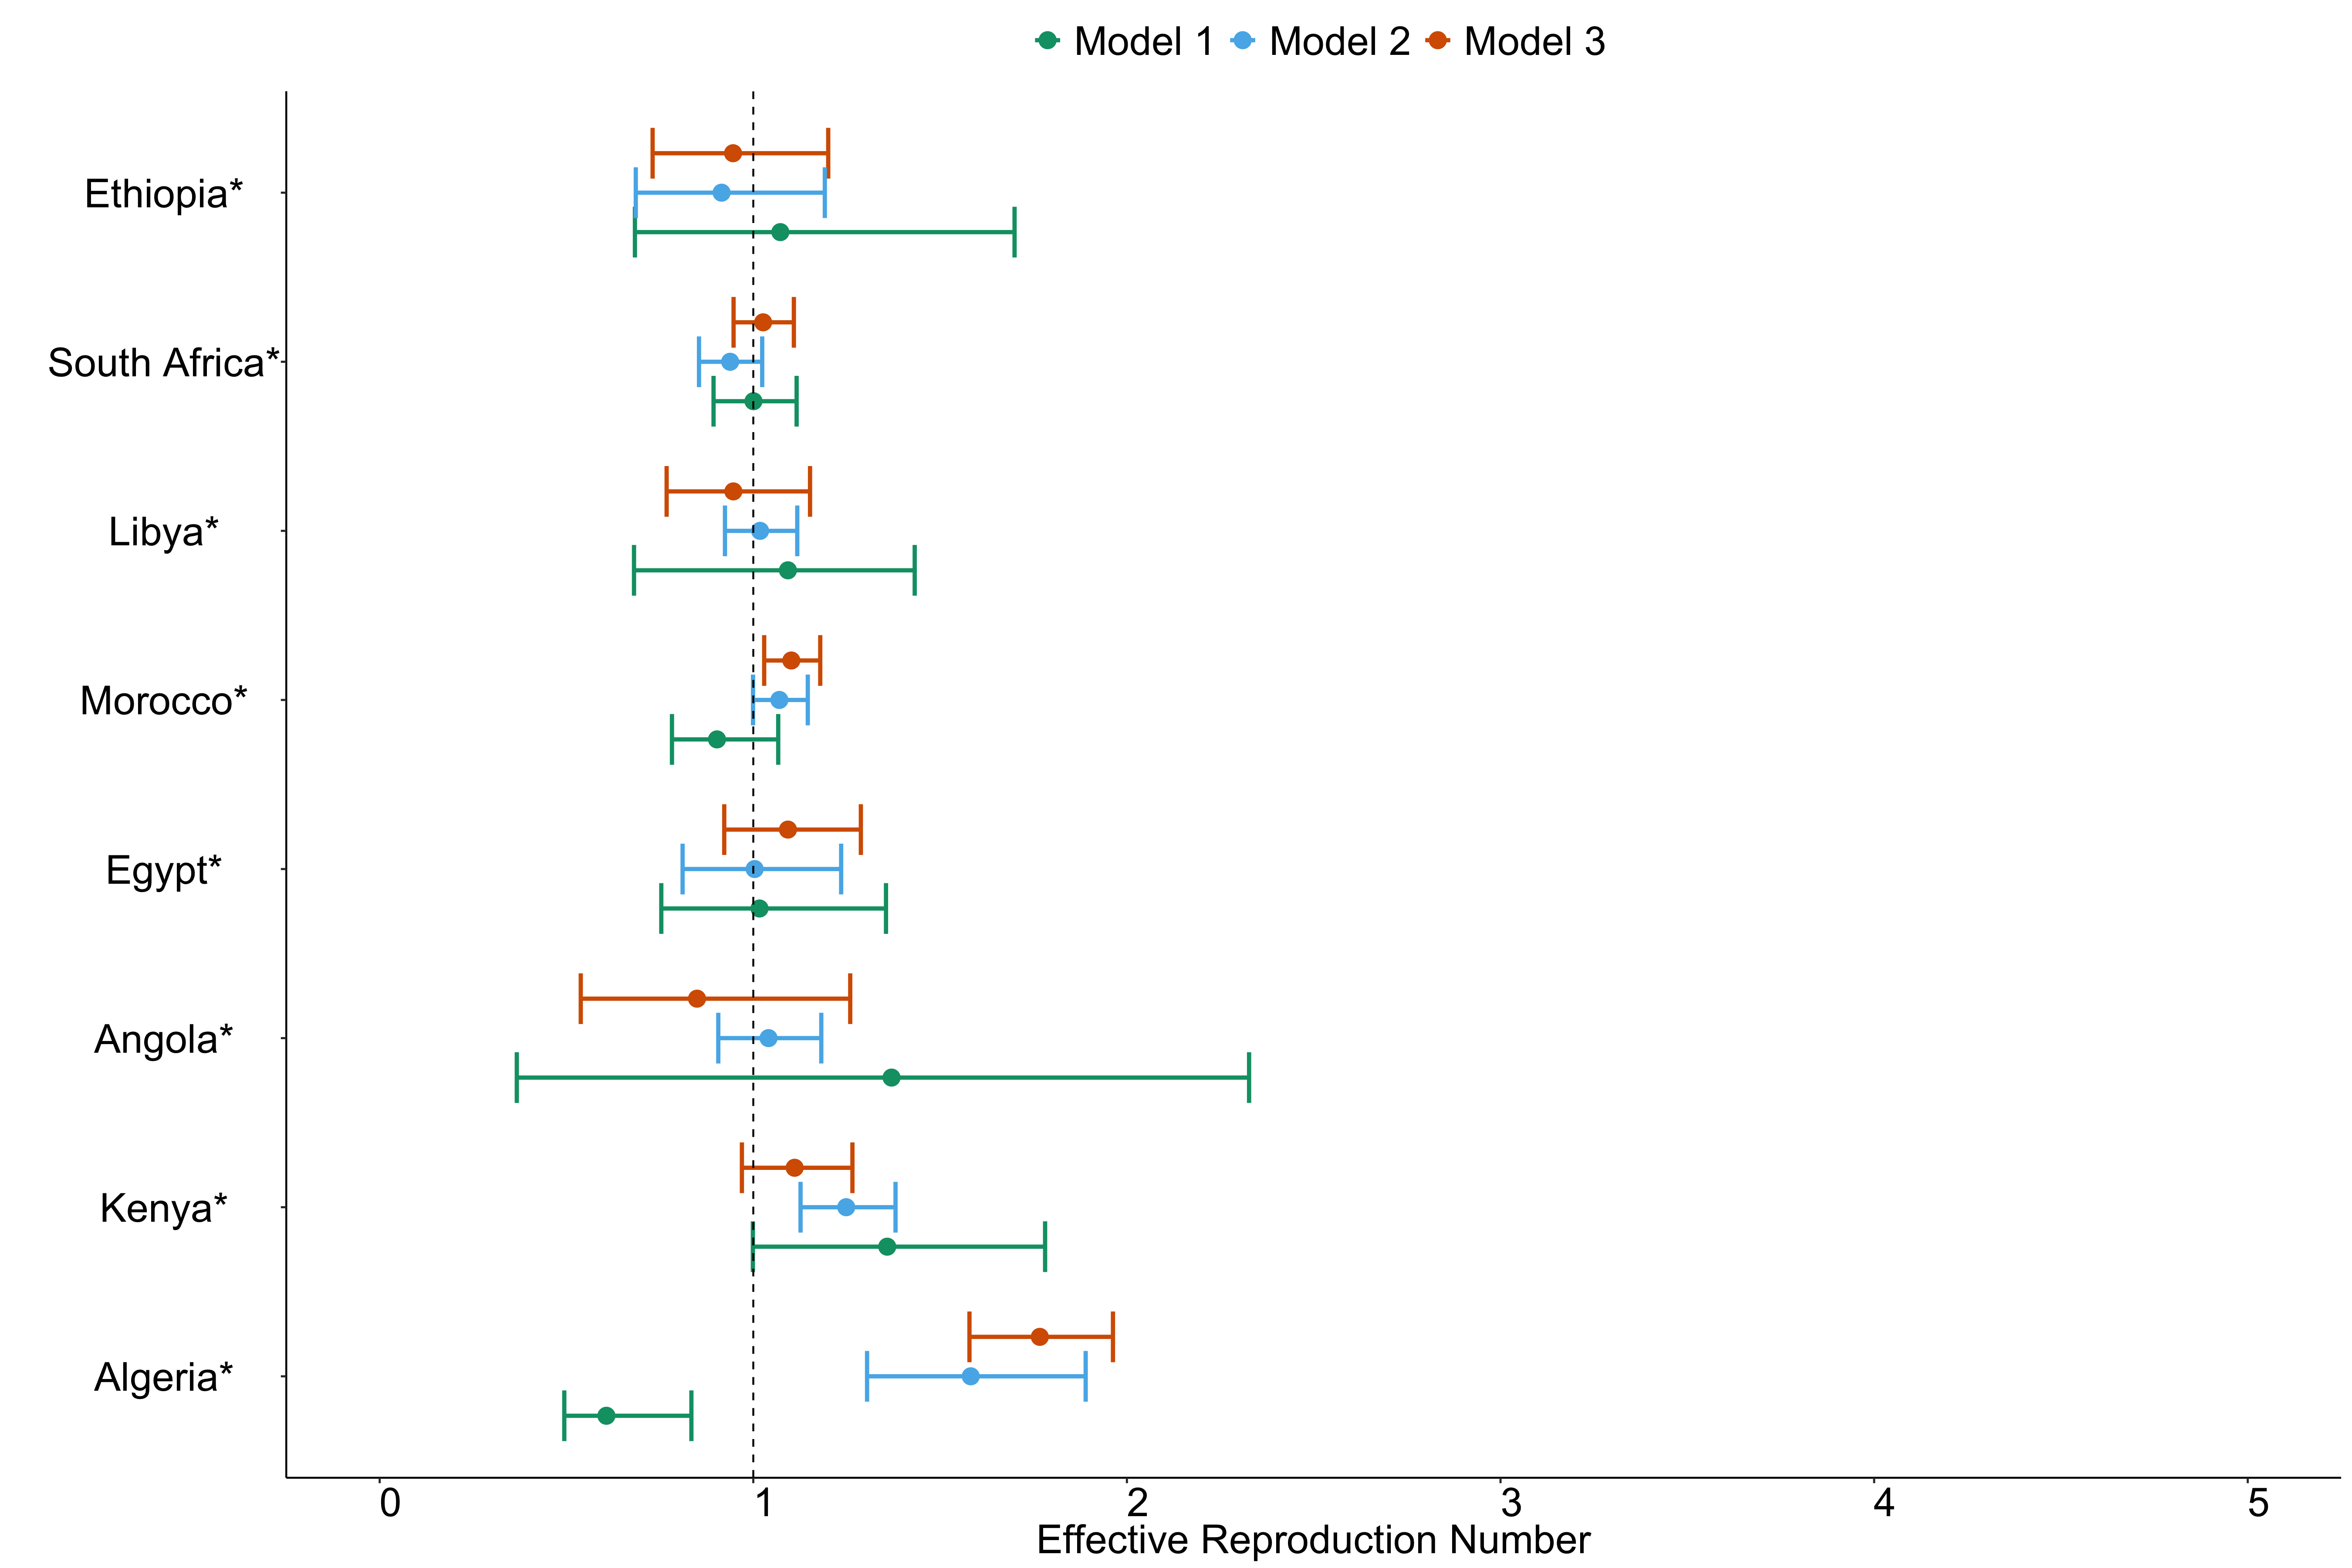 Model 1 Model 2 Model 3
Ethiopia*
South Africa*
Libya*
Morocco*
Egypt*
Angola*
Kenya*
Algeria*
0 1 2 3 4 5
Effective Reproduction Number